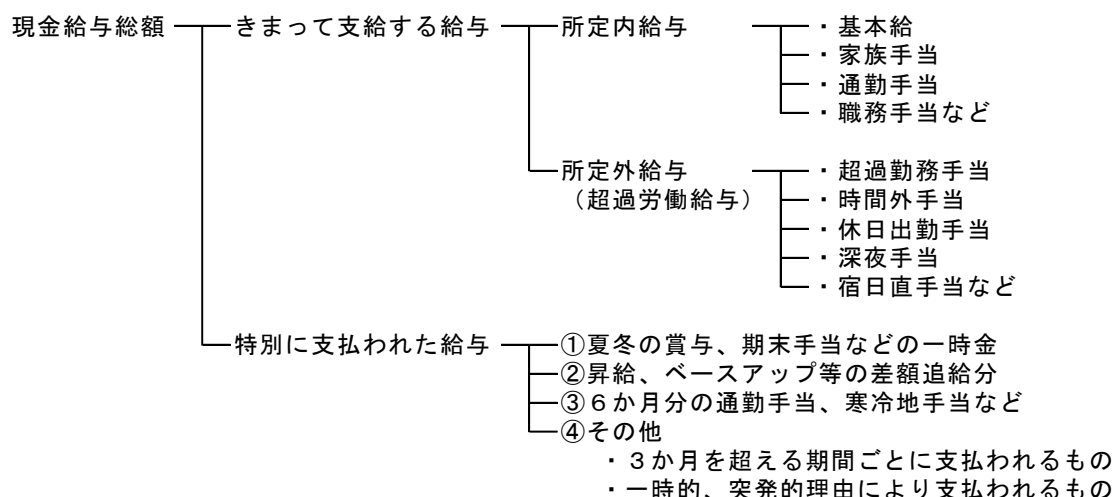 現金給与総額 きまって支給する給与 所定内給与 ・基本給
・家族手当
・通勤手当
・職務手当など
所定外給与 ・超過勤務手当
（超過労働給与） ・時間外手当
・休日出勤手当
・深夜手当
・宿日直手当など
特別に支払われた給与 ①夏冬の賞与、期末手当などの一時金
②昇給、ベースアップ等の差額追給分
③６か月分の通勤手当、寒冷地手当など
④その他
・３か月を超える期間ごとに支払われるもの
・一時的、突発的理由により支払われるもの